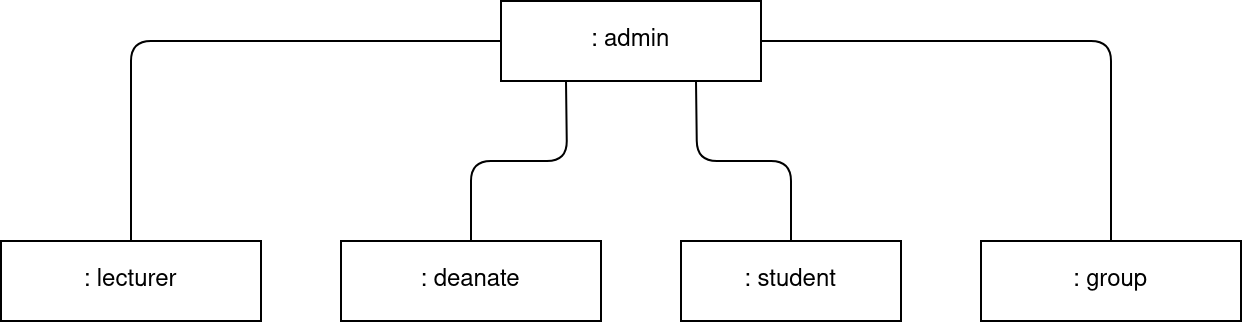 : admin
: lecturer
: deanate
: student
: group